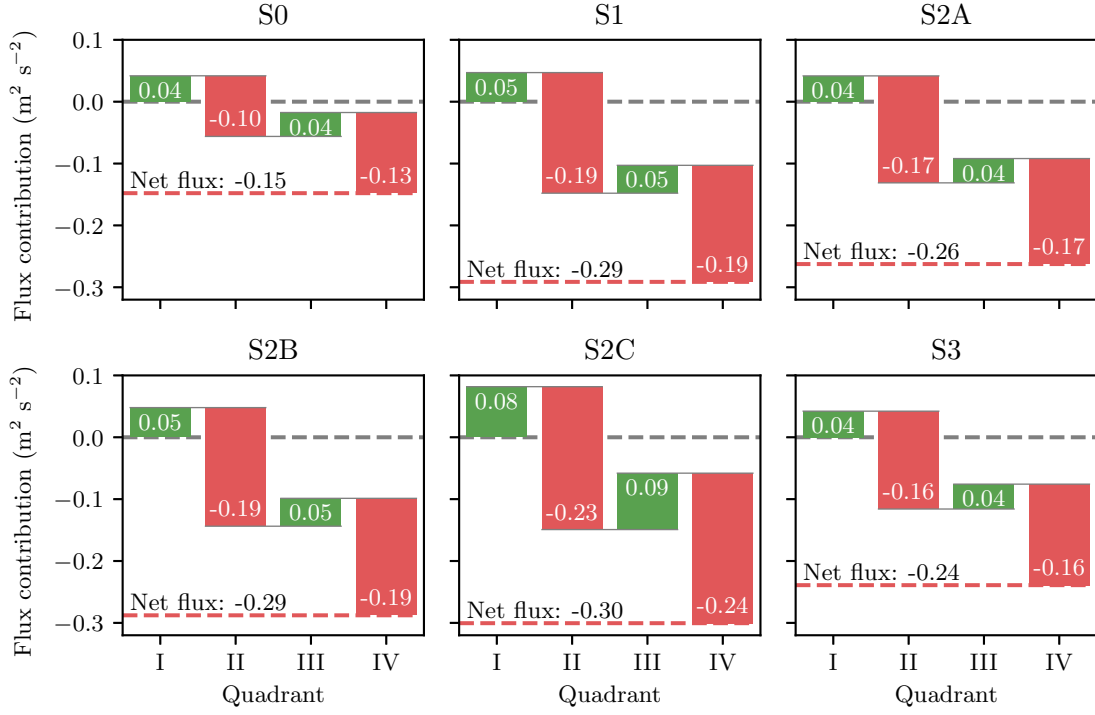 S0
S1
S2A
Flux contribution (m² s⁻²)
0.1
0.0
−0.1
−0.2
−0.3
0.04
-0.10
0.04
-0.13
Net flux: -0.15
0.05
-0.19
0.05
-0.19
Net flux: -0.29
0.04
-0.17
0.04
-0.17
Net flux: -0.26
S2B
S2C
S3
Flux contribution (m² s⁻²)
0.1
0.0
−0.1
−0.2
−0.3
0.05
-0.19
0.05
-0.19
Net flux: -0.29
0.08
-0.23
0.09
-0.24
Net flux: -0.30
0.04
-0.16
0.04
-0.16
Net flux: -0.24
I II III IV
I II III IV
I II III IV
Quadrant
Quadrant
Quadrant